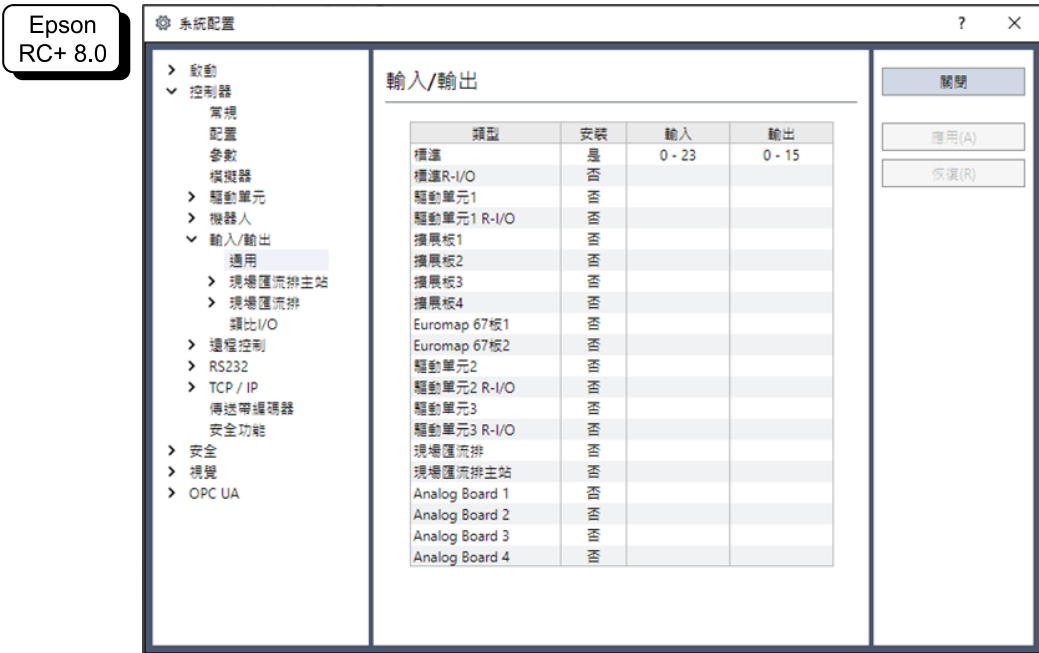 Epson
RC+ 8.0
系統配置
?
啟動
控制器
常規
配置
參數
模擬器
驅動單元
機器人
輸入/輸出
通用
現場匯流排主站
現場匯流排
類比I/O
遠程控制
RS232
TCP / IP
傳送帶編碼器
安全功能
安全
視覺
OPC UA
輸入/輸出
類型 安裝 輸入 輸出
標準 是 0 - 23 0 - 15
標準R-I/O 否
驅動單元1 否
驅動單元1 R-I/O 否
擴展板1 否
擴展板2 否
擴展板3 否
擴展板4 否
Euromap 67板1 否
Euromap 67板2 否
驅動單元2 否
驅動單元2 R-I/O 否
驅動單元3 否
驅動單元3 R-I/O 否
現場匯流排 否
現場匯流排主站 否
Analog Board 1 否
Analog Board 2 否
Analog Board 3 否
Analog Board 4 否
關閉
應用(A)
恢復(R)